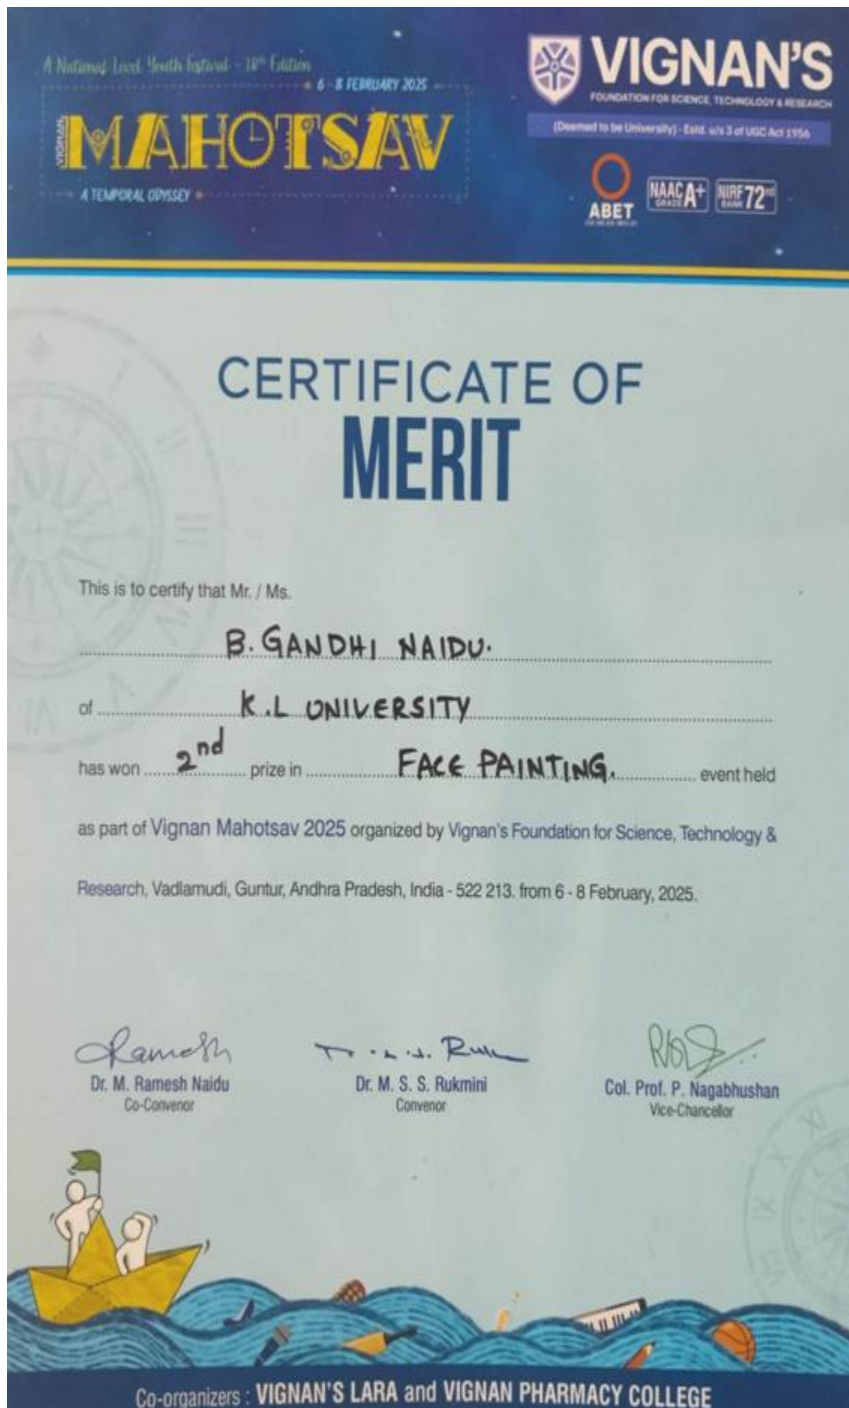 A National Level Youth Festival - 18th Edition
6 - 8 FEBRUARY 2025
VIGNAN
MAHOTSAV
A TEMPORAL ODYSSEY
VIGNAN'S
FOUNDATION FOR SCIENCE, TECHNOLOGY & RESEARCH
(Deemed to be University) - Estd. u/s 3 of UGC Act 1956
ABET
NAAC GRADE A+
NIRF RANK 72nd
CERTIFICATE OF
MERIT
This is to certify that Mr. / Ms.
B. GANDHI NAIDU.
of K.L UNIVERSITY
has won 2nd prize in FACE PAINTING. event held
as part of Vignan Mahotsav 2025 organized by Vignan's Foundation for Science, Technology &
Research, Vadlamudi, Guntur, Andhra Pradesh, India - 522 213. from 6 - 8 February, 2025.
Ramesh
Dr. M. Ramesh Naidu
Co-Convenor
Dr. M. S. S. Rukmini
Convenor
Col. Prof. P. Nagabhushan
Vice-Chancellor
Co-organizers : VIGNAN'S LARA and VIGNAN PHARMACY COLLEGE